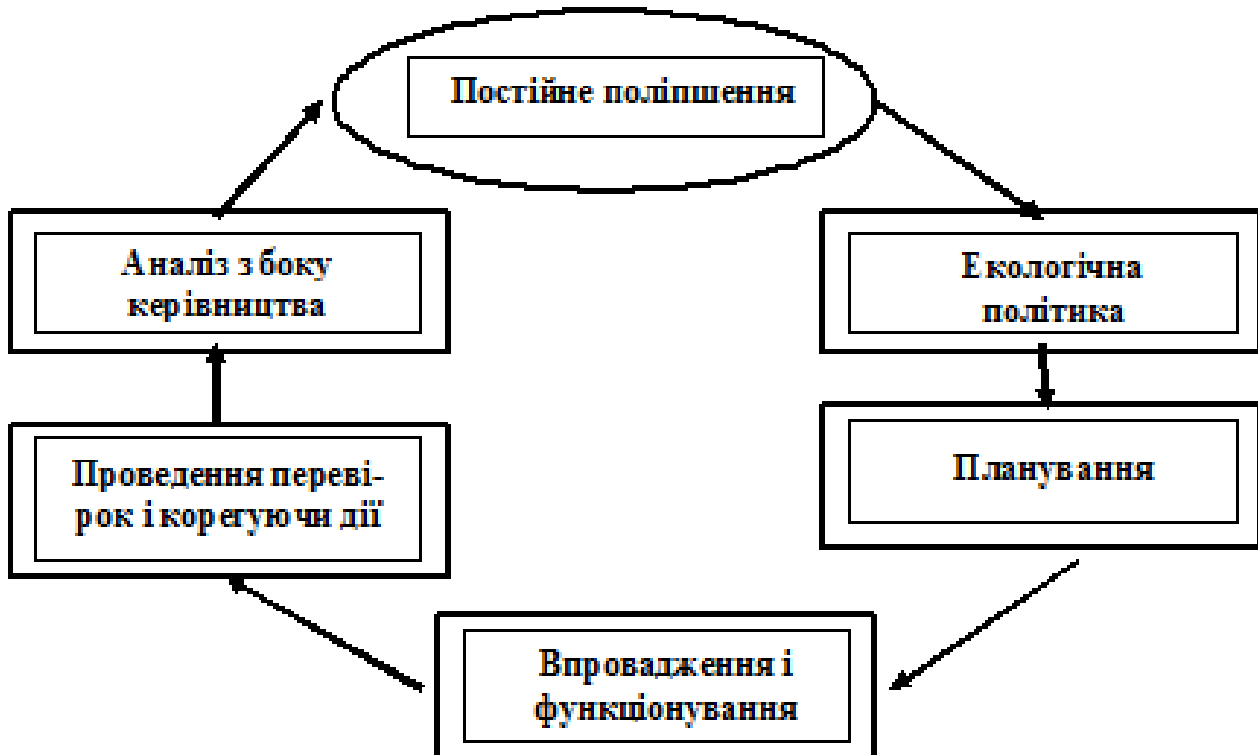 Постійне поліпшення
Аналіз з боку
керівництва
Екологічна
політика
Проведення переві-
рок і корегуючи дії
Планування
Впровадження і
функціонування